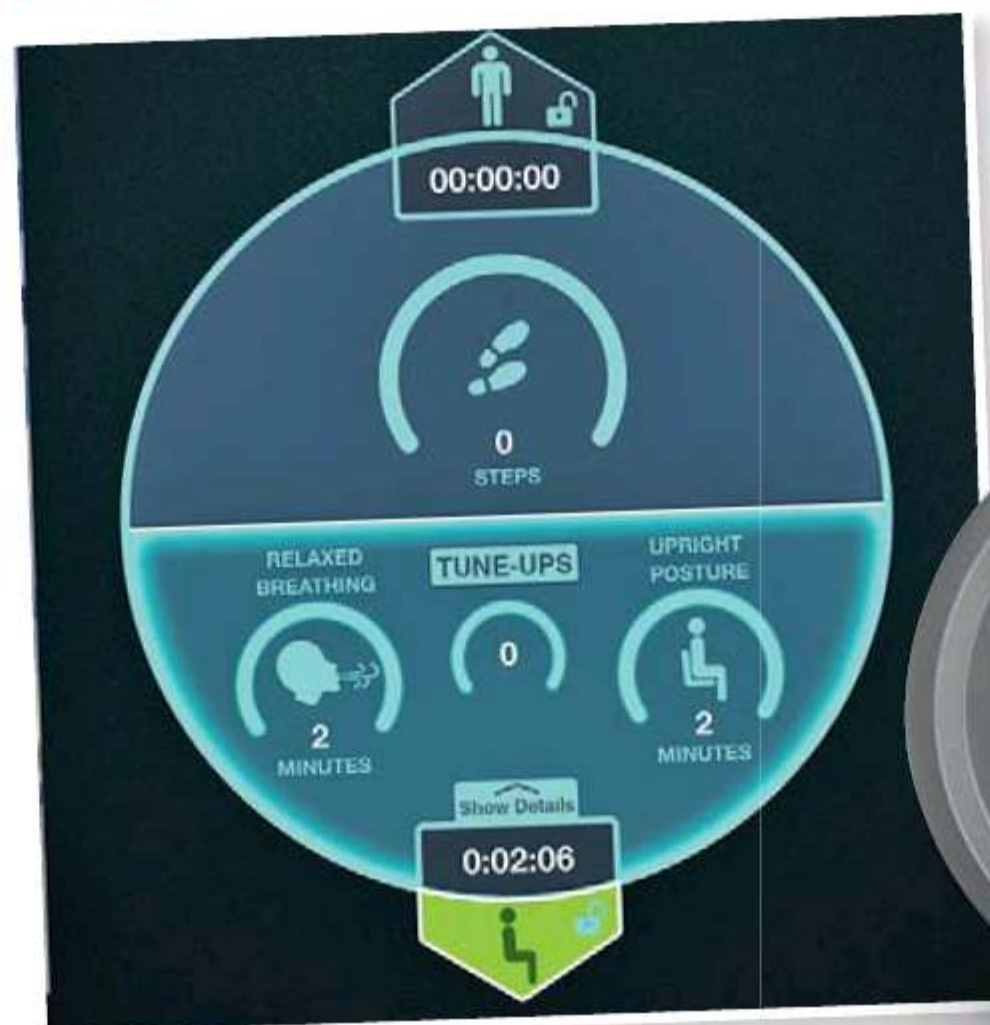 00:00:00
0
STEPS
RELAXED
BREATHING
2
MINUTES
TUNE-UPS
0
UPRIGHT
POSTURE
2
MINUTES
Show Details
0:02:06